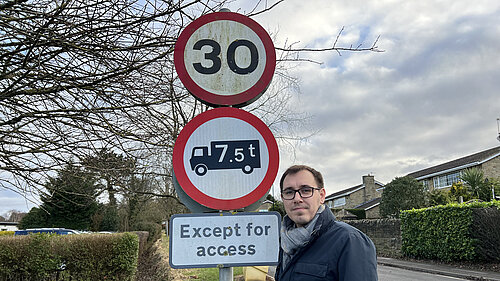 30
7.5t
Except for
access